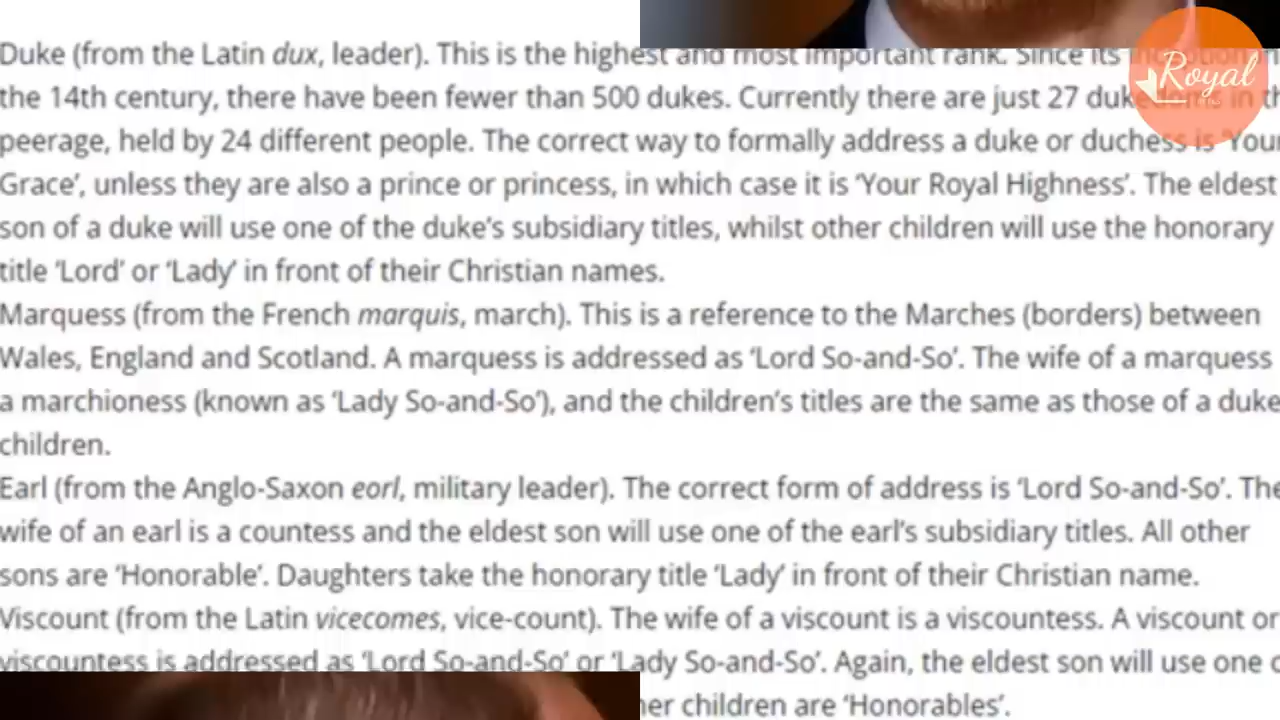 Duke (from the Latin dux, leader). This is the highest and most important rank. Since its
the 14th century, there have been fewer than 500 dukes. Currently there are just 27 dukedoms in
peerage, held by 24 different people. The correct way to formally address a duke or duchess is ‘Your
Grace’, unless they are also a prince or princess, in which case it is ‘Your Royal Highness’. The eldest
son of a duke will use one of the duke’s subsidiary titles, whilst other children will use the honorary
title ‘Lord’ or ‘Lady’ in front of their Christian names.
Marquess (from the French marquis, march). This is a reference to the Marches (borders) between
Wales, England and Scotland. A marquess is addressed as ‘Lord So-and-So’. The wife of a marquess
a marchioness (known as ‘Lady So-and-So’), and the children’s titles are the same as those of a duke
children.
Earl (from the Anglo-Saxon eorl, military leader). The correct form of address is ‘Lord So-and-So’. The
wife of an earl is a countess and the eldest son will use one of the earl’s subsidiary titles. All other
sons are ‘Honorable’. Daughters take the honorary title ‘Lady’ in front of their Christian name.
Viscount (from the Latin vicecomes, vice-count). The wife of a viscount is a viscountess. A viscount or
viscountess is addressed as ‘Lord So-and-So’ or ‘Lady So-and-So’. Again, the eldest son will use one
children are ‘Honorables’.
Royal